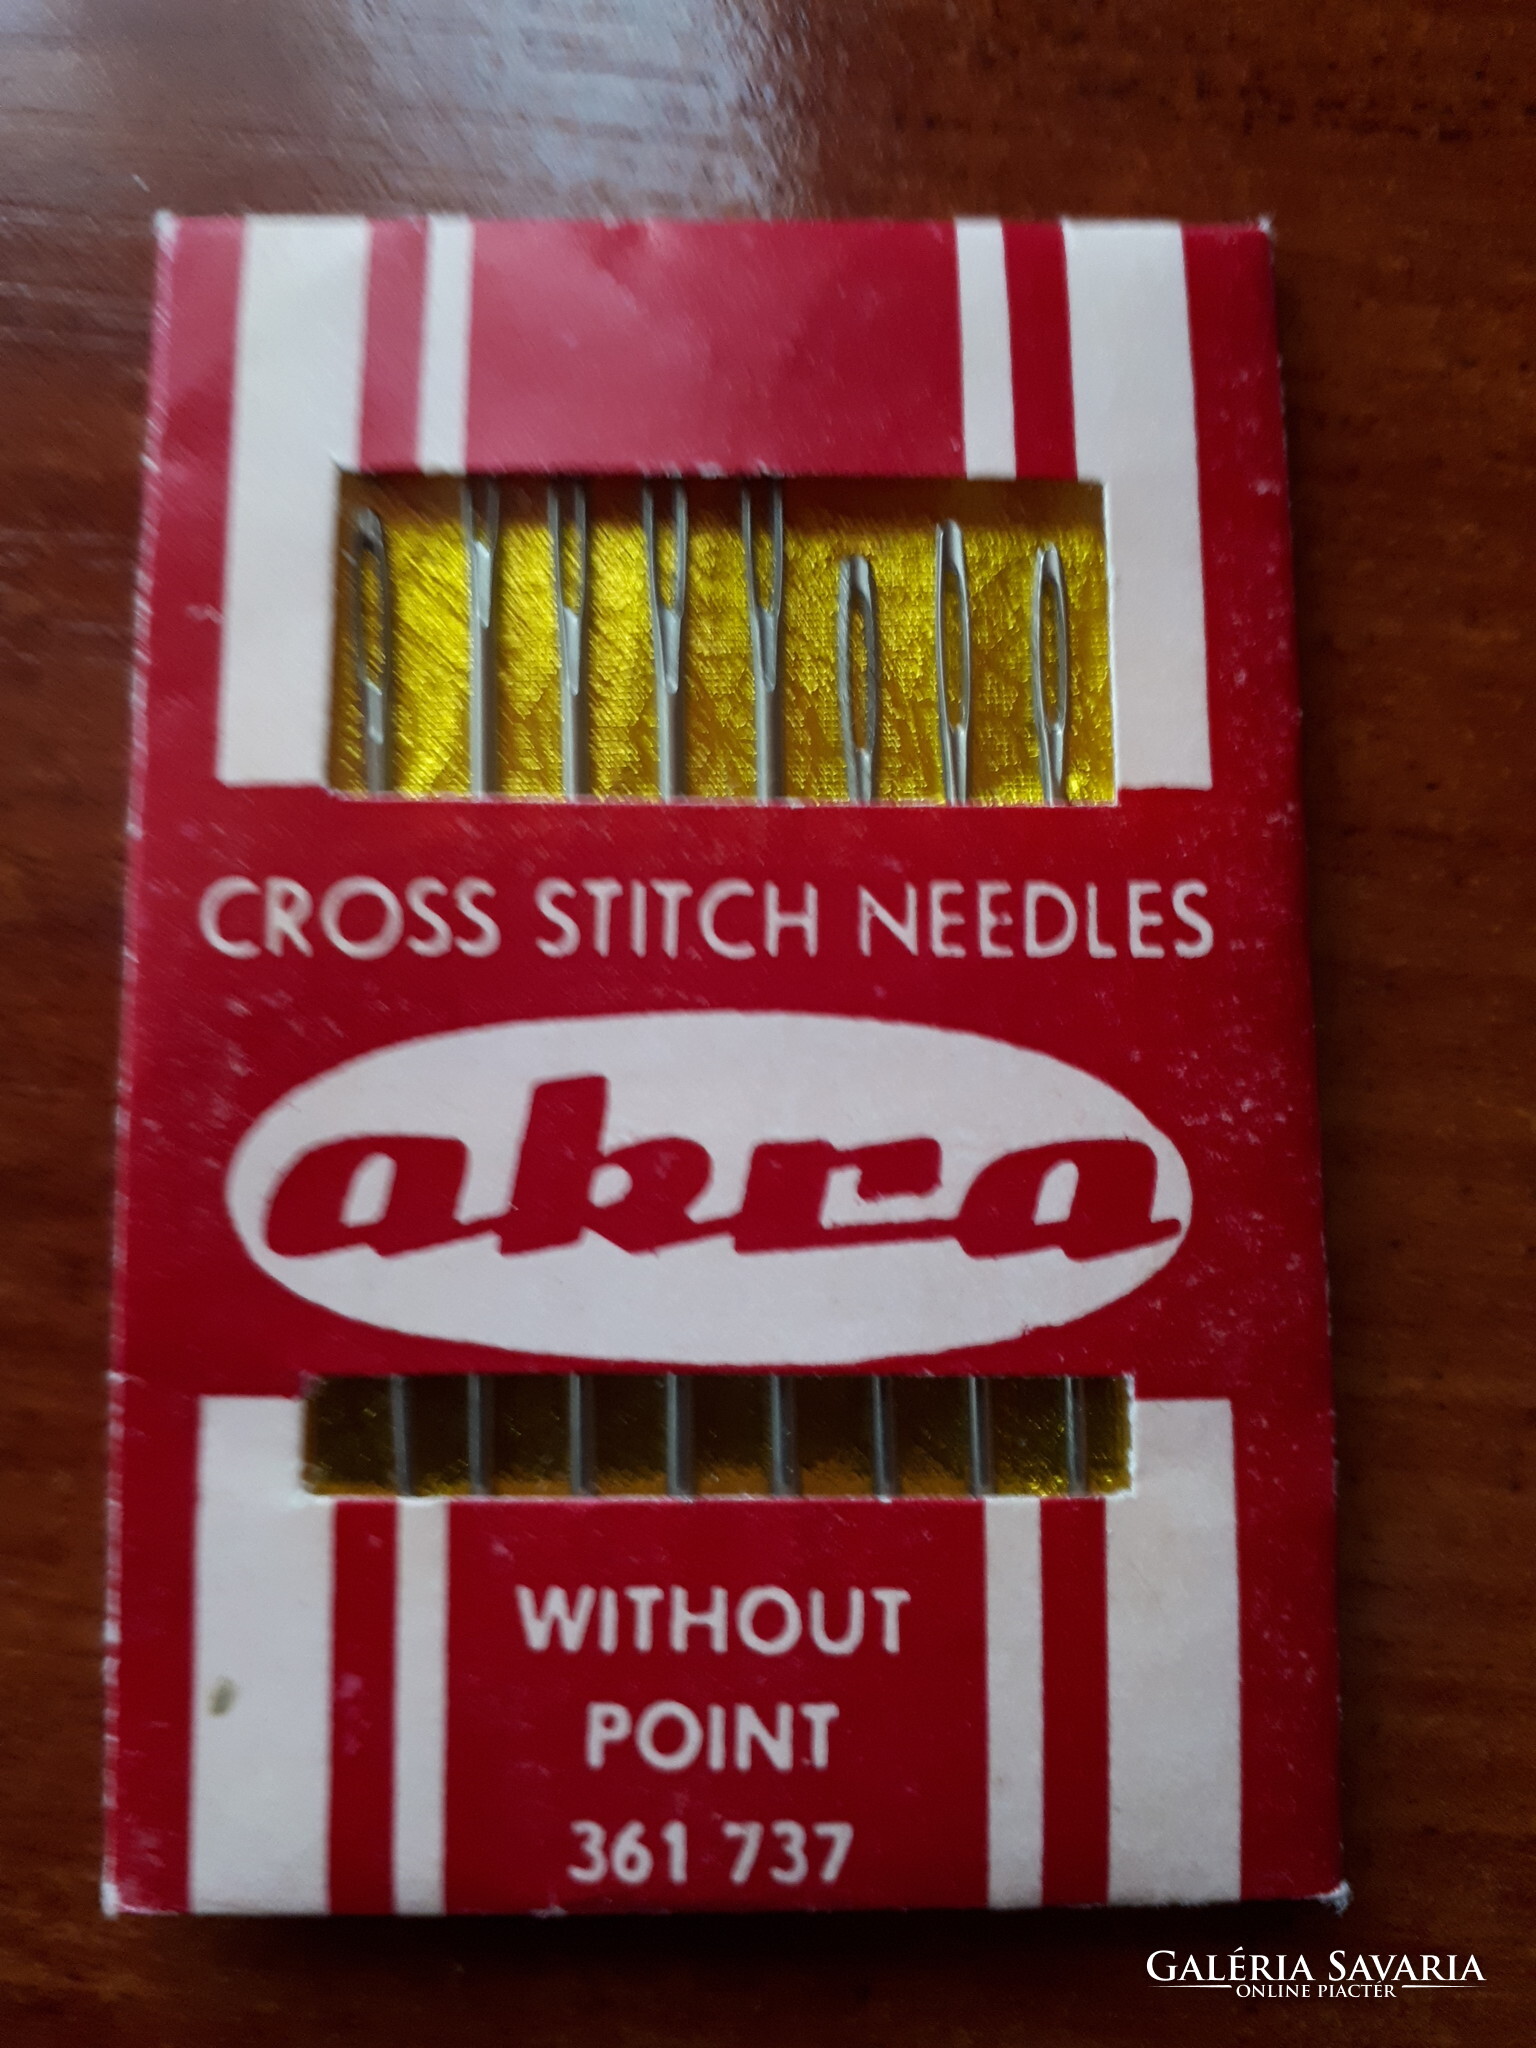 CROSS STITCH NEEDLES
akra
WITHOUT
POINT
361 737
GALÉRIA SAVARIA
ONLINE PIACTÉR